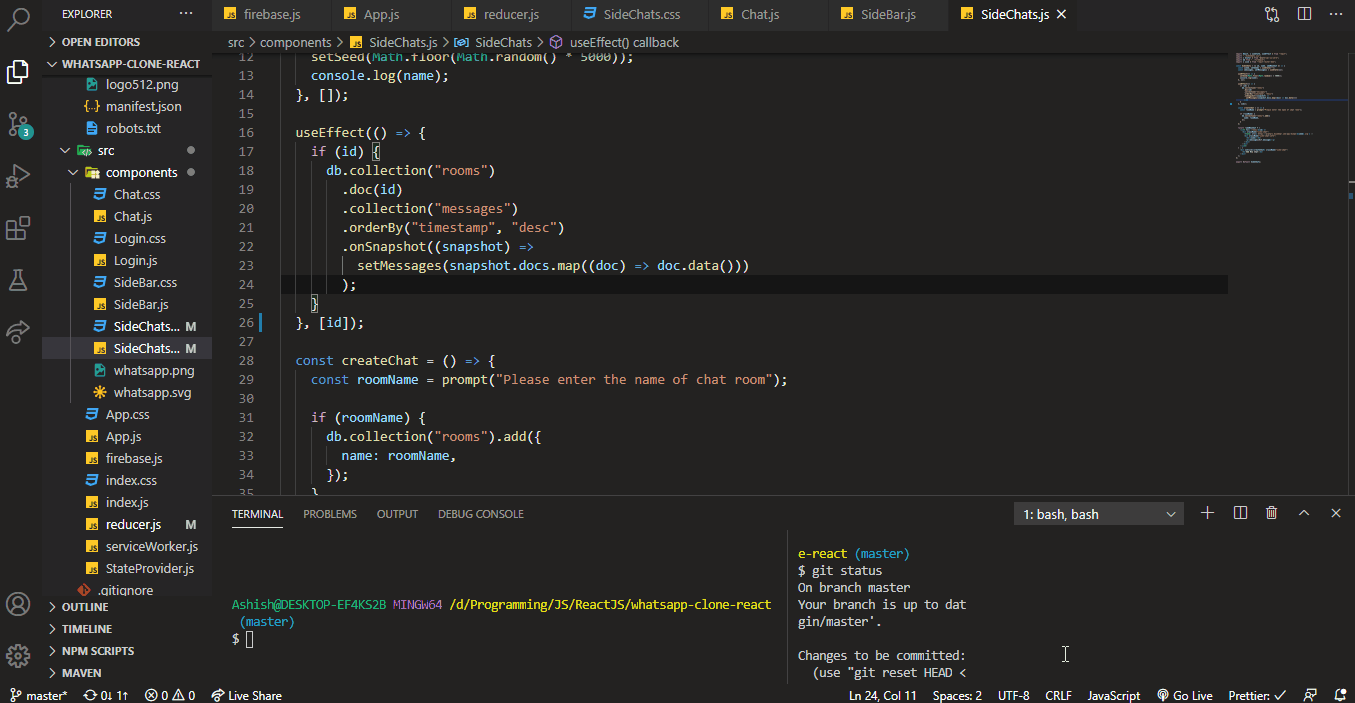 EXPLORER
firebase.js
App.js
reducer.js
SideChats.css
Chat.js
SideBar.js
SideChats.js
OPEN EDITORS
WHATSAPP-CLONE-REACT
logo512.png
manifest.json
robots.txt
src
components
Chat.css
Chat.js
Login.css
Login.js
SideBar.css
SideBar.js
SideChats... M
SideChats... M
whatsapp.png
whatsapp.svg
App.css
App.js
firebase.js
index.css
index.js
reducer.js M
serviceWorker.js
StateProvider.js
.gitignore
OUTLINE
TIMELINE
NPM SCRIPTS
MAVEN
3
src > components > SideChats.js > SideChats > useEffect() callback
12 setSeed(Math.floor(Math.random() * 5000));
13 console.log(name);
14 }, []);
15
16 useEffect(() => {
17 if (id) {
18 db.collection("rooms")
19 .doc(id)
20 .collection("messages")
21 .orderBy("timestamp", "desc")
22 .onSnapshot((snapshot) =>
23 setMessages(snapshot.docs.map((doc) => doc.data()))
24 );
25 }
26 }, [id]);
27
28 const createChat = () => {
29 const roomName = prompt("Please enter the name of chat room");
30
31 if (roomName) {
32 db.collection("rooms").add({
33 name: roomName,
34 });
35 }
TERMINAL PROBLEMS OUTPUT DEBUG CONSOLE
1: bash, bash
Ashish@DESKTOP-EF4KS2B MINGW64 /d/Programming/JS/ReactJS/whatsapp-clone-react
(master)
$
e-react (master)
$ git status
On branch master
Your branch is up to dat
gin/master'.
Changes to be committed:
(use "git reset HEAD <
master* 0↓ 1↑ 0 0 Live Share
Ln 24, Col 11 Spaces: 2 UTF-8 CRLF JavaScript Go Live Prettier: ✓